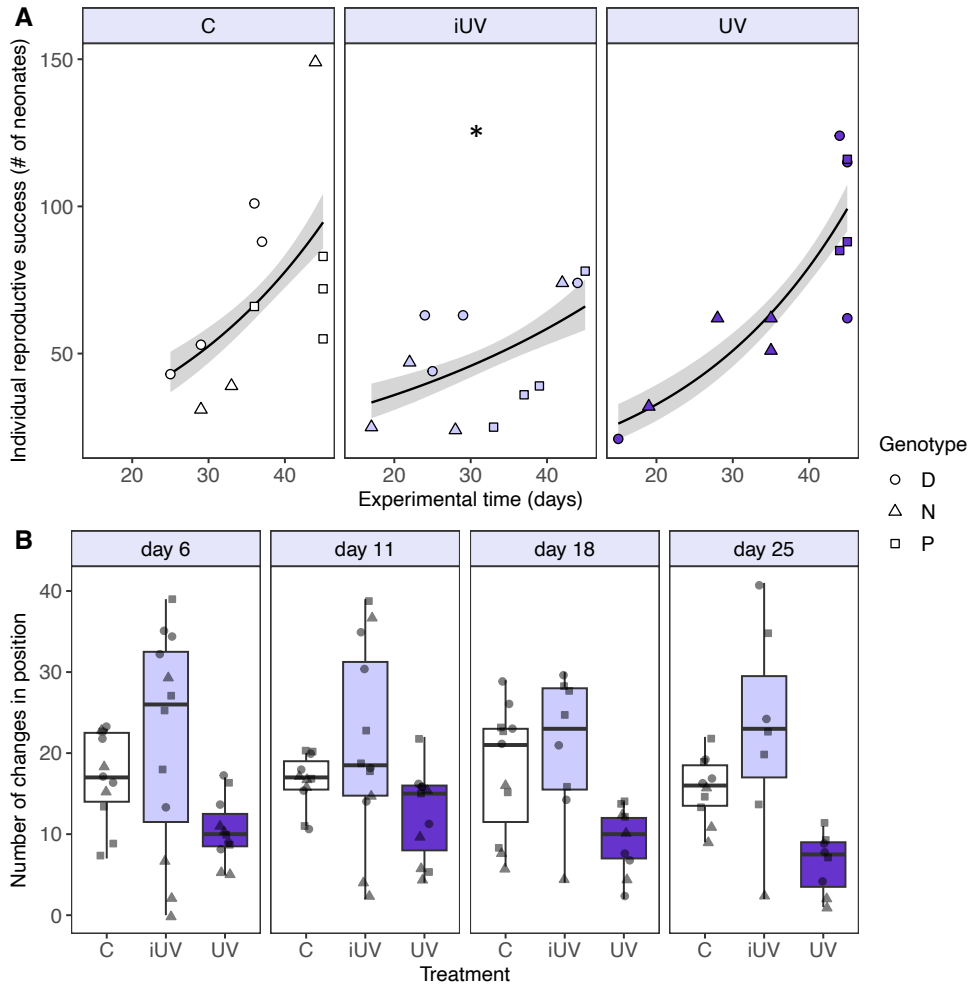 A
C
iUV
UV
Individual reproductive success (# of neonates)
150
100
50
*
20
30
40
20
30
40
20
30
40
Experimental time (days)
Genotype
D
N
P
B
day 6
day 11
day 18
day 25
Number of changes in position
40
30
20
10
0
C
iUV
UV
C
iUV
UV
C
iUV
UV
C
iUV
UV
Treatment